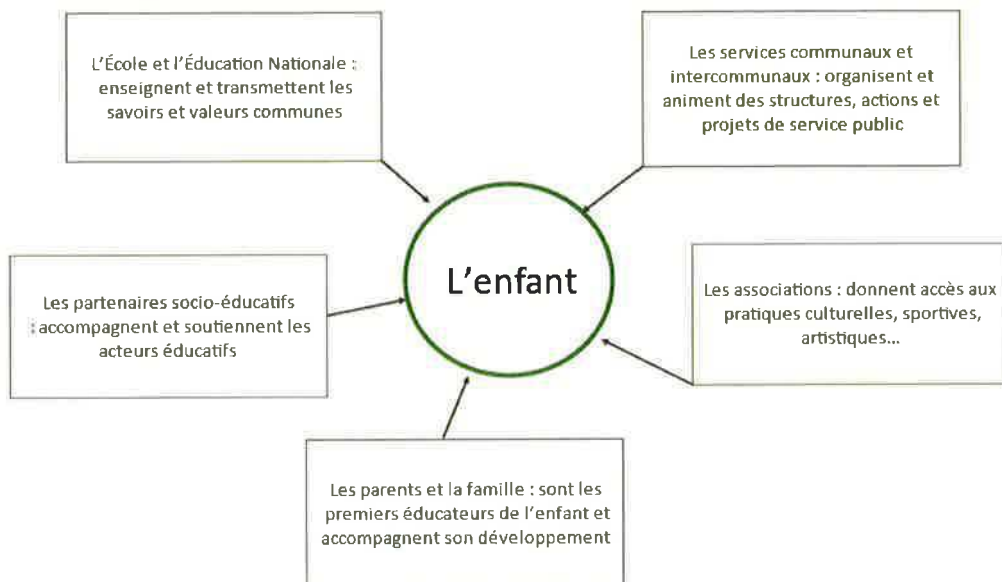 L'École et l'Éducation Nationale :
enseignent et transmettent les
savoirs et valeurs communes
Les services communaux et
intercommunaux : organisent et
animent des structures, actions et
projets de service public
L'enfant
Les partenaires socio-éducatifs
: accompagnent et soutiennent les
acteurs éducatifs
Les associations : donnent accès aux
pratiques culturelles, sportives,
artistiques...
Les parents et la famille : sont les
premiers éducateurs de l'enfant et
accompagnent son développement